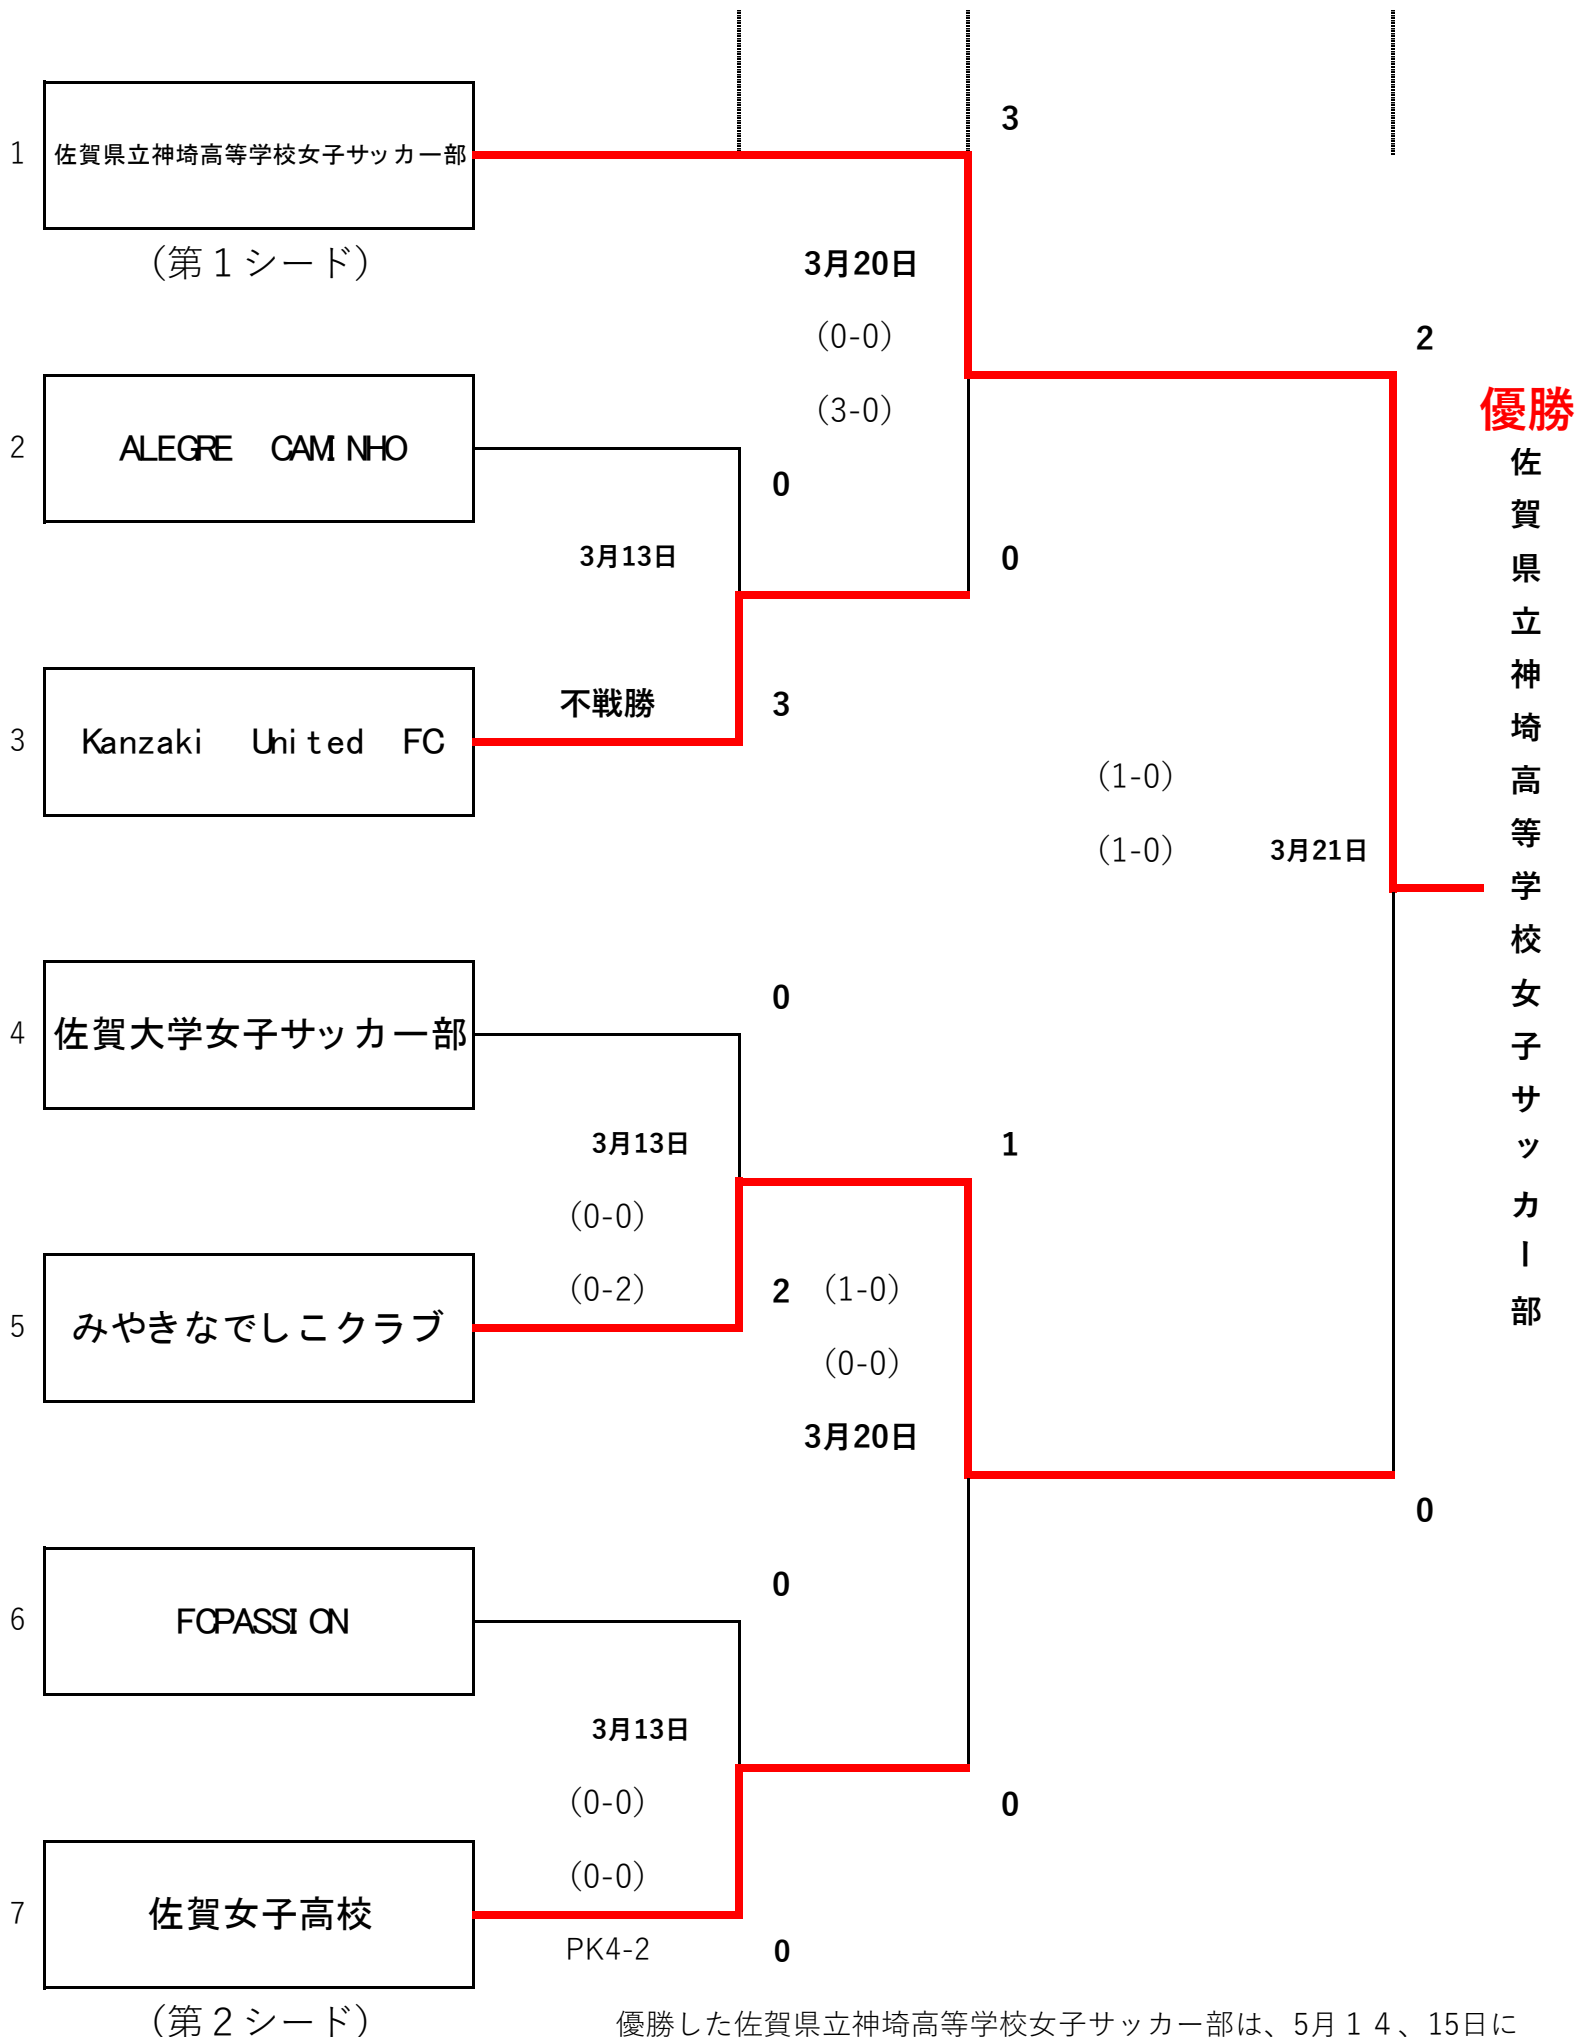 3
1
佐賀県立神埼高等学校女子サッカー部
（第１シード）
3月20日
（0-0）
2
優勝
佐賀県立神埼高等学校女子サッカー部
（3-0）
2
ALEGRE　CAMINHO
0
3月13日
0
不戦勝
3
3
Kanzaki　United　FC
（1-0）
（1-0）
3月21日
0
4
佐賀大学女子サッカー部
3月13日
1
（0-0）
（0-2）
2
（1-0）
5
みやきなでしこクラブ
（0-0）
3月20日
0
0
6
FCPASSION
3月13日
（0-0）
0
（0-0）
7
佐賀女子高校
PK4-2
0
（第２シード）
優勝した佐賀県立神埼高等学校女子サッカー部は、5月１４、15日に